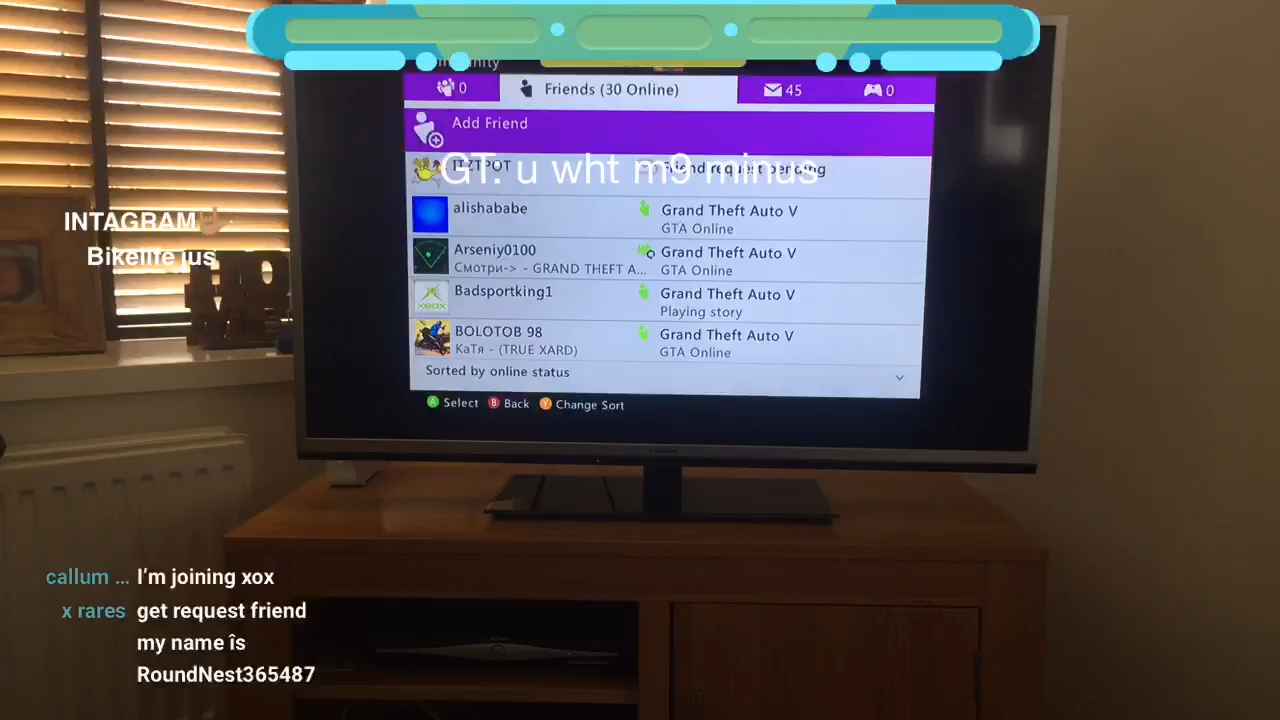 0
Friends (30 Online)
45
0
Add Friend
GT: u wht m9 minus
Friend request pending
alishababe
Grand Theft Auto V
GTA Online
Arseniy0100
Смотри-> - GRAND THEFT A...
Grand Theft Auto V
GTA Online
Badsportking1
Grand Theft Auto V
Playing story
BOLOTOB 98
КаТя - (TRUE XARD)
Grand Theft Auto V
GTA Online
Sorted by online status
A Select B Back Y Change Sort
INTAGRAM🤟🏼
Bikelife jus
callum ... I'm joining xox
x rares get request friend
my name îs
RoundNest365487